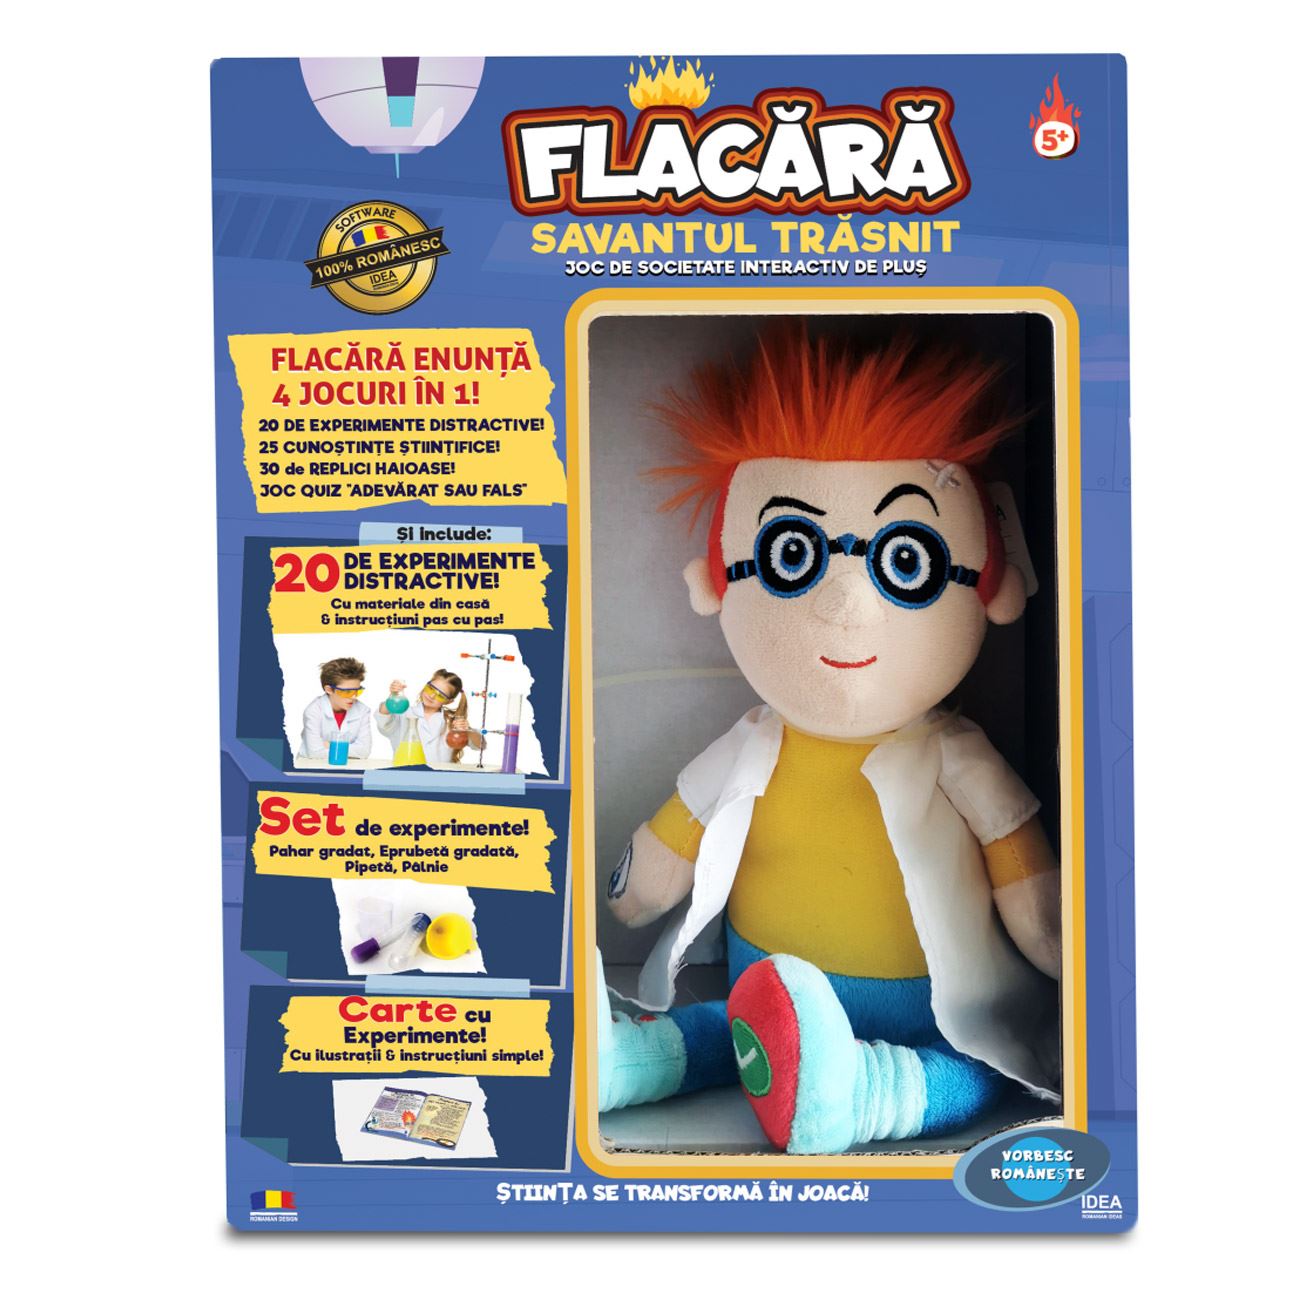 FLACĂRĂ
5+
SAVANTUL TRĂSNIT
JOC DE SOCIETATE INTERACTIV DE PLUȘ
SOFTWARE
100% ROMÂNESC
IDEA
FLACĂRĂ ENUNȚĂ
4 JOCURI ÎN 1!
20 DE EXPERIMENTE DISTRACTIVE!
25 CUNOȘTINȚE ȘTIINȚIFICE!
30 de REPLICI HAIOASE!
JOC QUIZ "ADEVĂRAT SAU FALS"
Și include:
20 DE EXPERIMENTE
DISTRACTIVE!
Cu materiale din casă
& instrucțiuni pas cu pas!
Set de experimente!
Pahar gradat, Eprubetă gradată,
Pipetă, Pâlnie
Carte cu
Experimente!
Cu ilustrații & instrucțiuni simple!
VORBESC
ROMÂNEȘTE
ȘTIINȚA SE TRANSFORMĂ ÎN JOACĂ!
ROMANIAN DESIGN
IDEA
ROMANIAN IDEAS